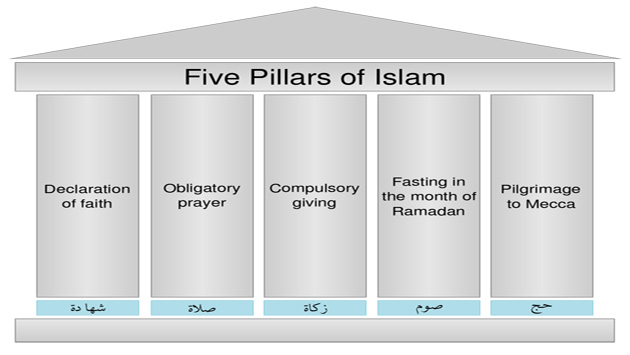 Five Pillars of Islam
Declaration
of faith
Obligatory
prayer
Compulsory
giving
Fasting in
the month of
Ramadan
Pilgrimage
to Mecca
شهادة
صلاة
زكاة
صوم
حج